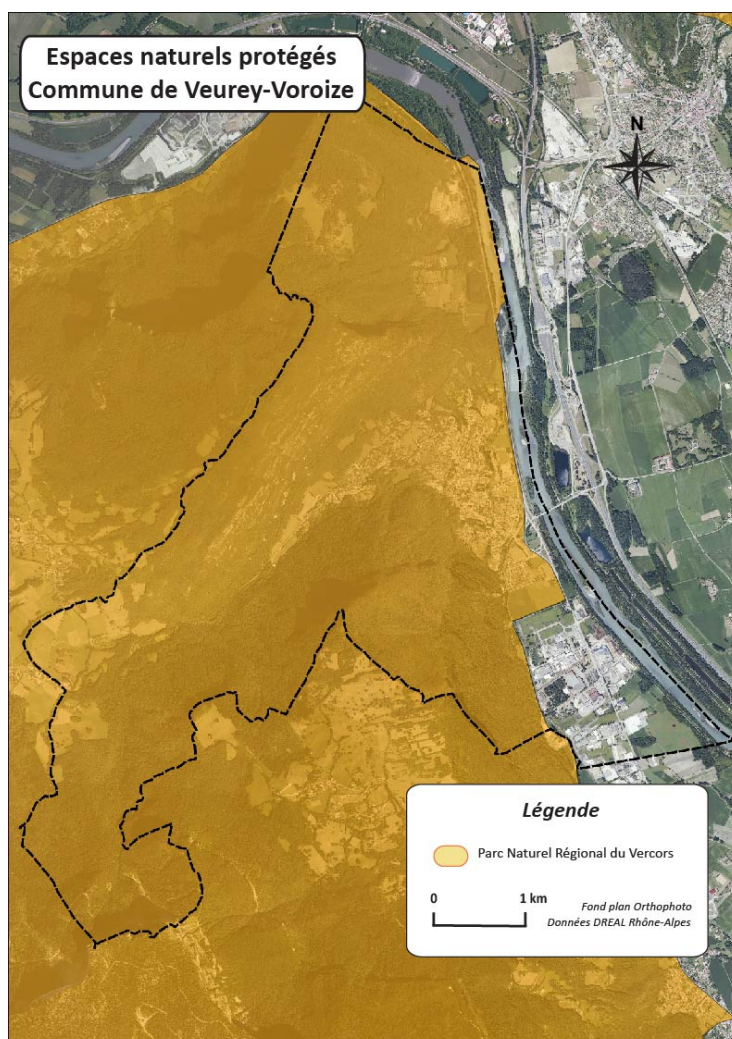 Espaces naturels protégés
Commune de Veurey-Voroize
N
Légende
Parc Naturel Régional du Vercors
0 1 km
Fond plan Orthophoto
Données DREAL Rhône-Alpes